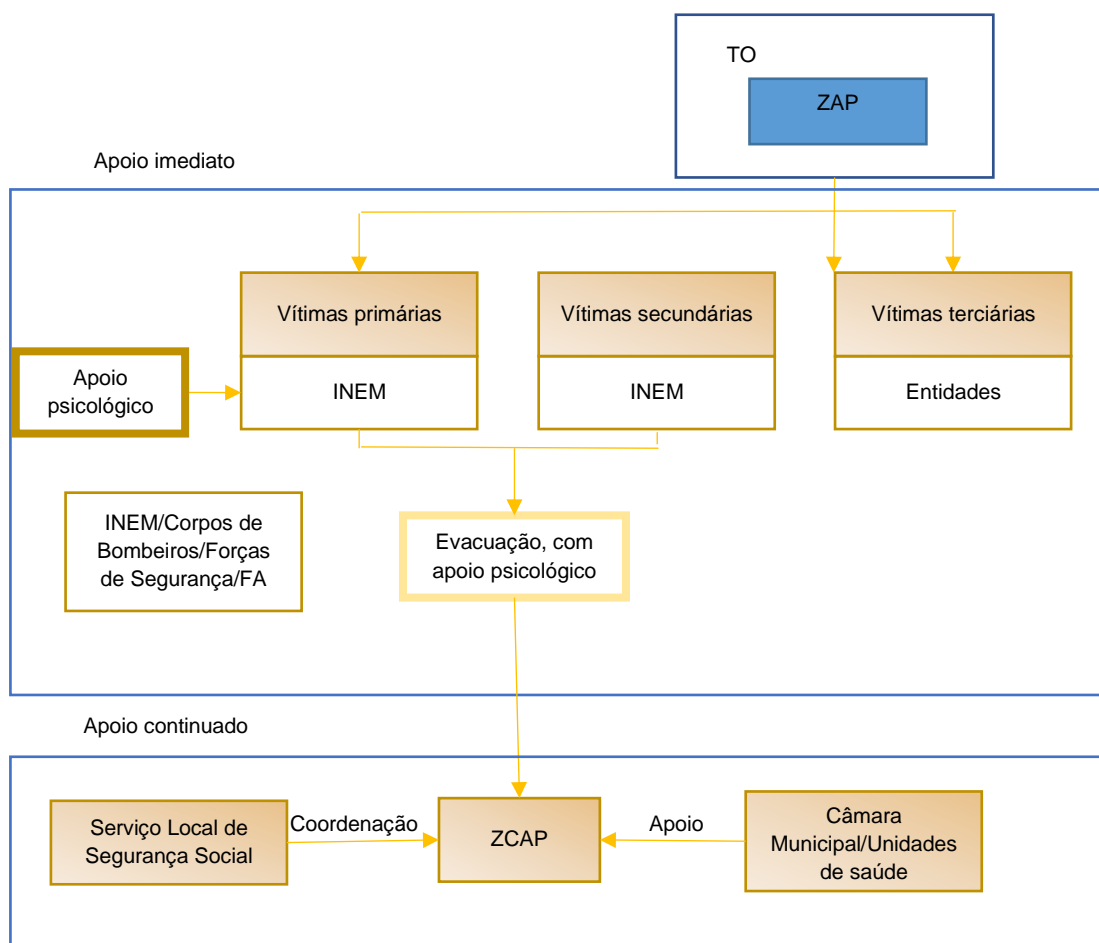 TO
ZAP
Apoio imediato
Vítimas primárias
Vítimas secundárias
Vítimas terciárias
Apoio
psicológico
INEM
INEM
Entidades
INEM/Corpos de
Bombeiros/Forças
de Segurança/FA
Evacuação, com
apoio psicológico
Apoio continuado
Serviço Local de
Segurança Social
Coordenação
ZCAP
Apoio
Câmara
Municipal/Unidades
de saúde